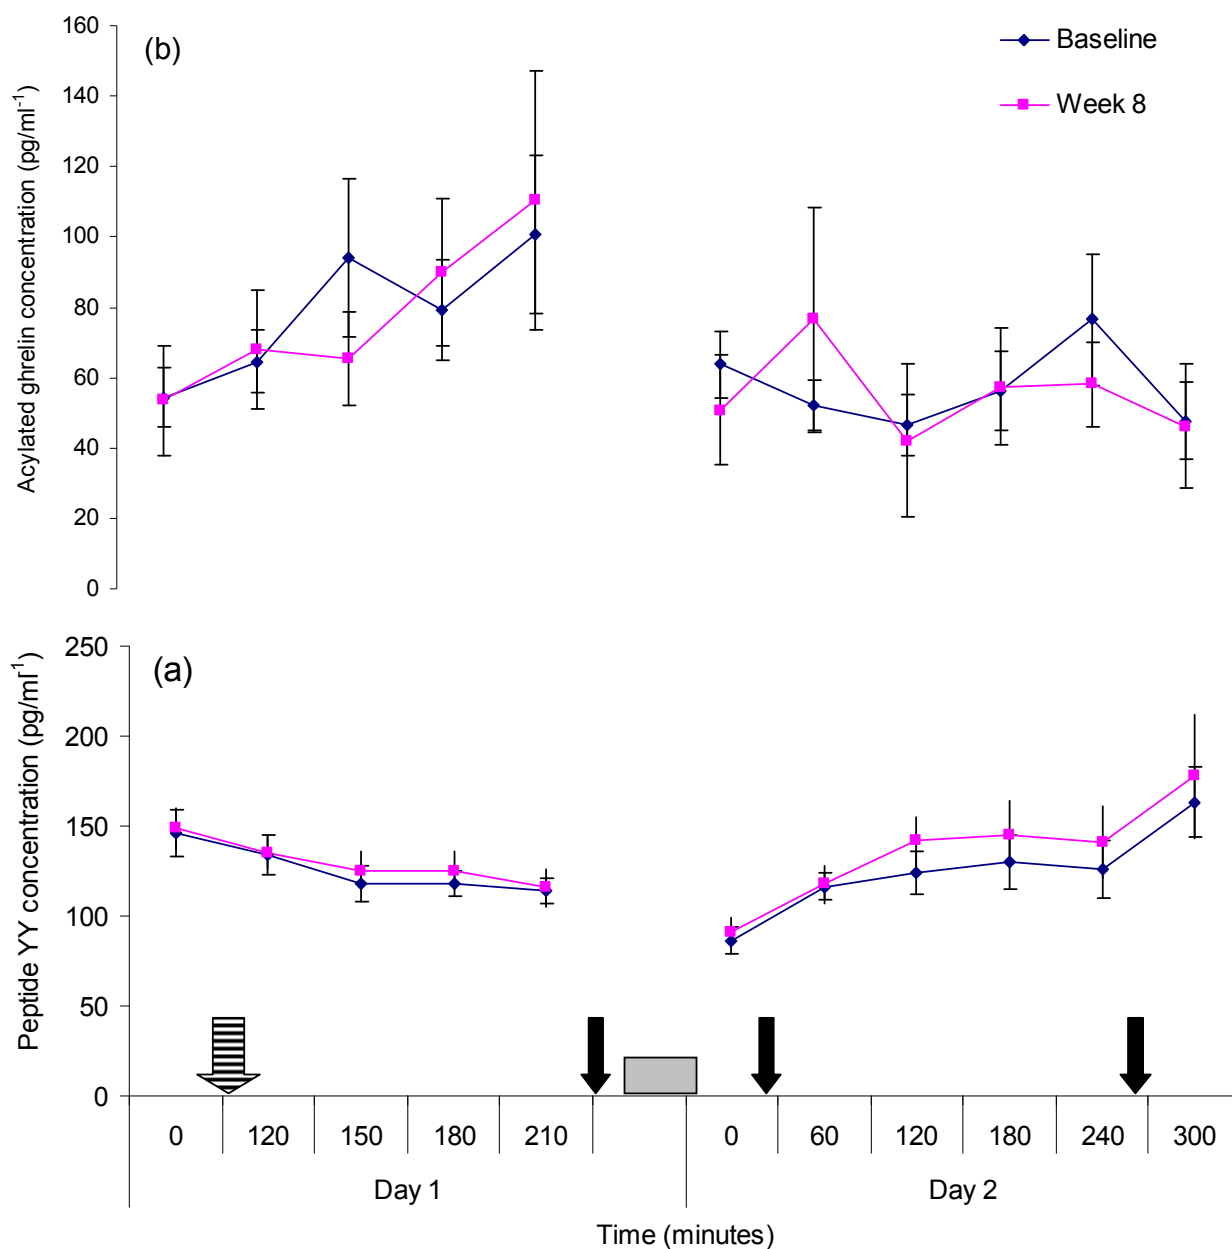 (b)
Baseline
Week 8
Acylated ghrelin concentration (pg/ml-1)
160
140
120
100
80
60
40
20
0
(a)
Peptide YY concentration (pg/ml-1)
250
200
150
100
50
0
0 120 150 180 210 0 60 120 180 240 300
Day 1 Day 2
Time (minutes)